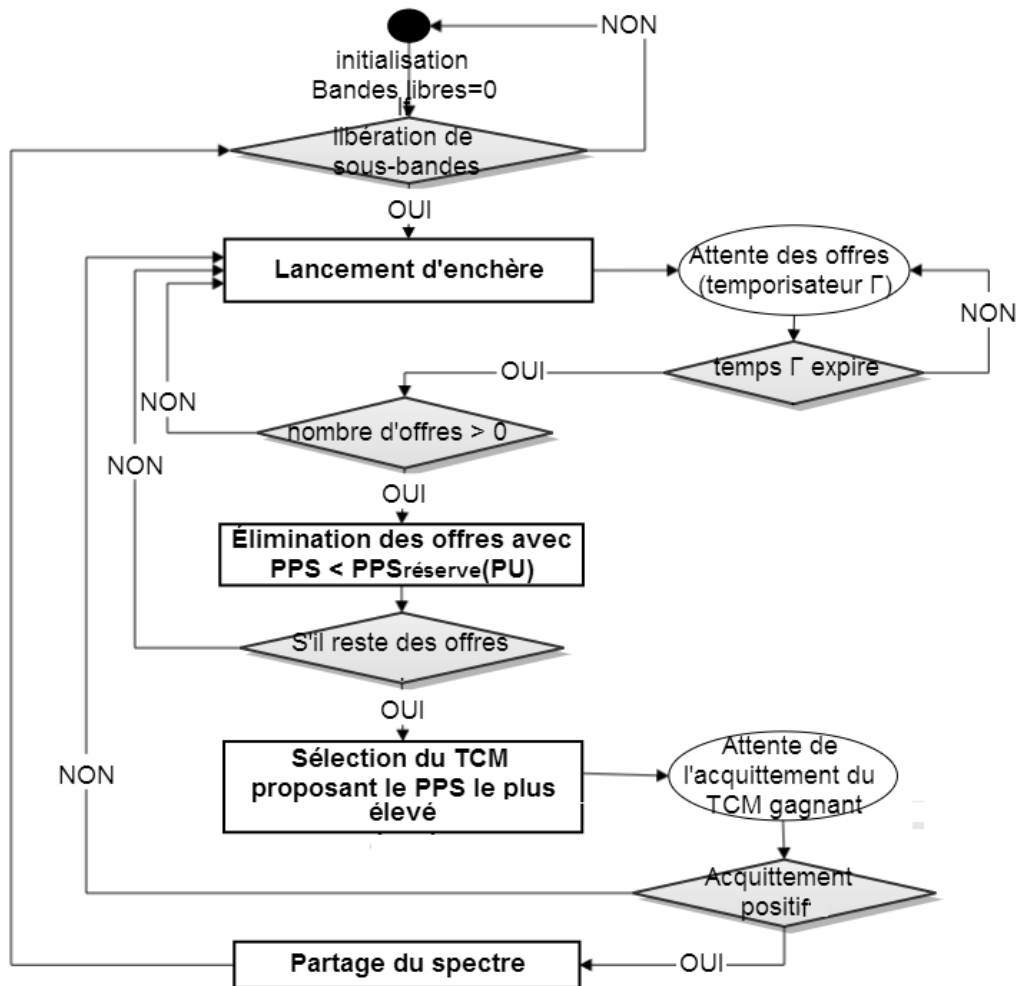 NON
initialisation
Bandes libres=0
If
libération de
sous-bandes
OUI
Lancement d'enchère
Attente des offres
(temporisateur Γ)
NON
temps Γ expire
OUI
NON
nombre d'offres > 0
NON
OUI
Élimination des offres avec
PPS < PPSréserve(PU)
S'il reste des offres
OUI
Sélection du TCM
proposant le PPS le plus
élevé
Attente de
l'acquittement du
TCM gagnant
NON
Acquittement
positif
Partage du spectre
OUI